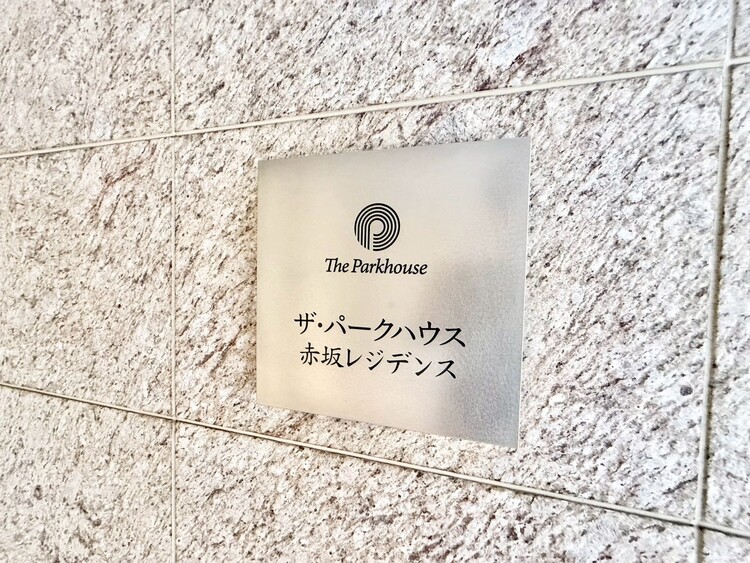 The Parkhouse
ザ・パークハウス
赤坂レジデンス